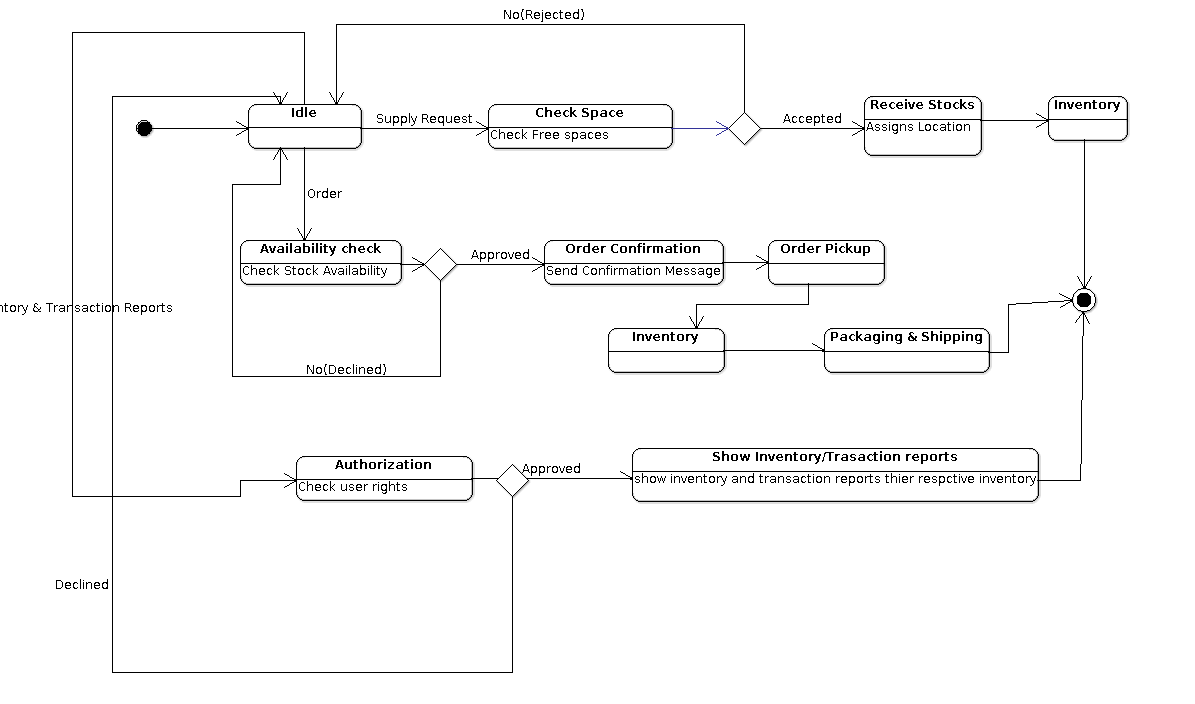 No(Rejected)
Idle
Supply Request
Check Space
Check Free spaces
Accepted
Receive Stocks
Assigns Location
Inventory
Order
Availability check
Check Stock Availability
Approved
Order Confirmation
Send Confirmation Message
Order Pickup
ntory & Transaction Reports
Inventory
Packaging & Shipping
No(Declined)
Authorization
Check user rights
Approved
Show Inventory/Trasaction reports
show inventory and transaction reports thier respctive inventory
Declined